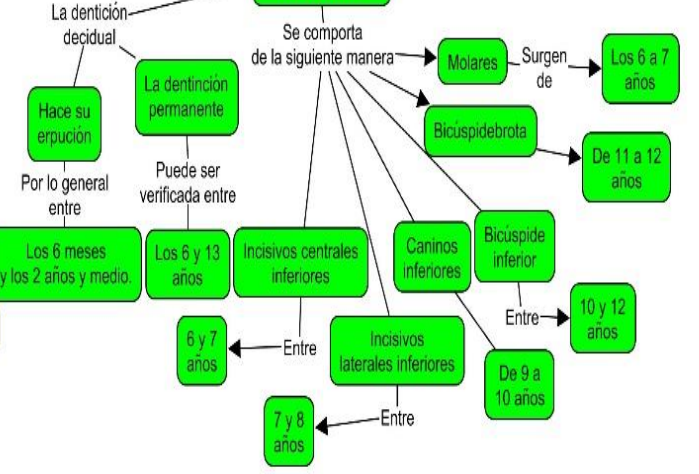 La dentición
decidual
Hace su
erpución
Por lo general
entre
Los 6 meses
y los 2 años y medio.
La dentinción
permanente
Puede ser
verificada entre
Los 6 y 13
años
Se comporta
de la siguiente manera
Molares
Surgen
de
Los 6 a 7
años
Bicúspidebrota
De 11 a 12
años
Incisivos centrales
inferiores
Entre
6 y 7
años
Incisivos
laterales inferiores
Entre
7 y 8
años
Caninos
inferiores
De 9 a
10 años
Bicúspide
inferior
Entre
10 y 12
años